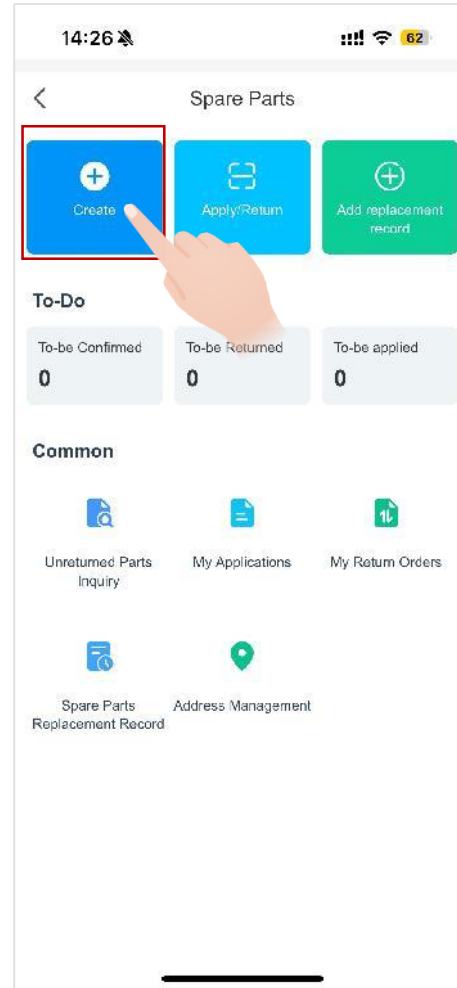 14:26
62
Spare Parts
Create
Apply/Return
Add replacement
record
To-Do
To-be Confirmed
To-be Returned
To-be applied
0
0
0
Common
Unreturned Parts
Inquiry
My Applications
My Return Orders
Spare Parts
Replacement Record
Address Management